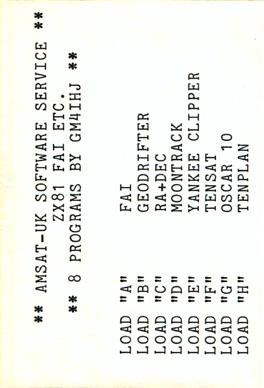 ** AMSAT-UK SOFTWARE SERVICE **
ZX81 FAI ETC.
** 8 PROGRAMS BY GM4IHJ **
LOAD "A" FAI
LOAD "B" GEODRIFTER
LOAD "C" RA+DEC
LOAD "D" MOONTRACK
LOAD "E" YANKEE CLIPPER
LOAD "F" TENSAT
LOAD "G" OSCAR 10
LOAD "H" TENPLAN